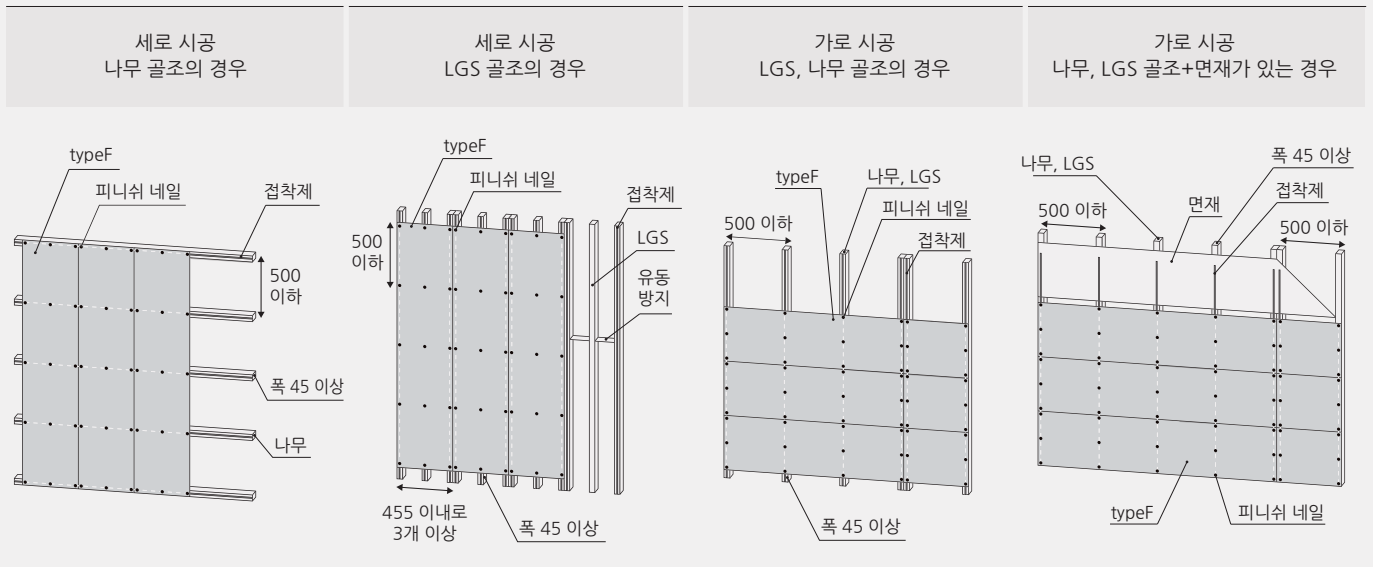 세로 시공
나무 골조의 경우
세로 시공
LGS 골조의 경우
가로 시공
LGS, 나무 골조의 경우
가로 시공
나무, LGS 골조+면재가 있는 경우
typeF
피니쉬 네일
접착제
500
이하
폭 45 이상
나무
typeF
피니쉬 네일
접착제
500
이하
LGS
유동
방지
455 이내로
3개 이상
폭 45 이상
typeF
나무, LGS
피니쉬 네일
500 이하
접착제
폭 45 이상
나무, LGS
폭 45 이상
접착제
면재
500 이하
500 이하
typeF
피니쉬 네일